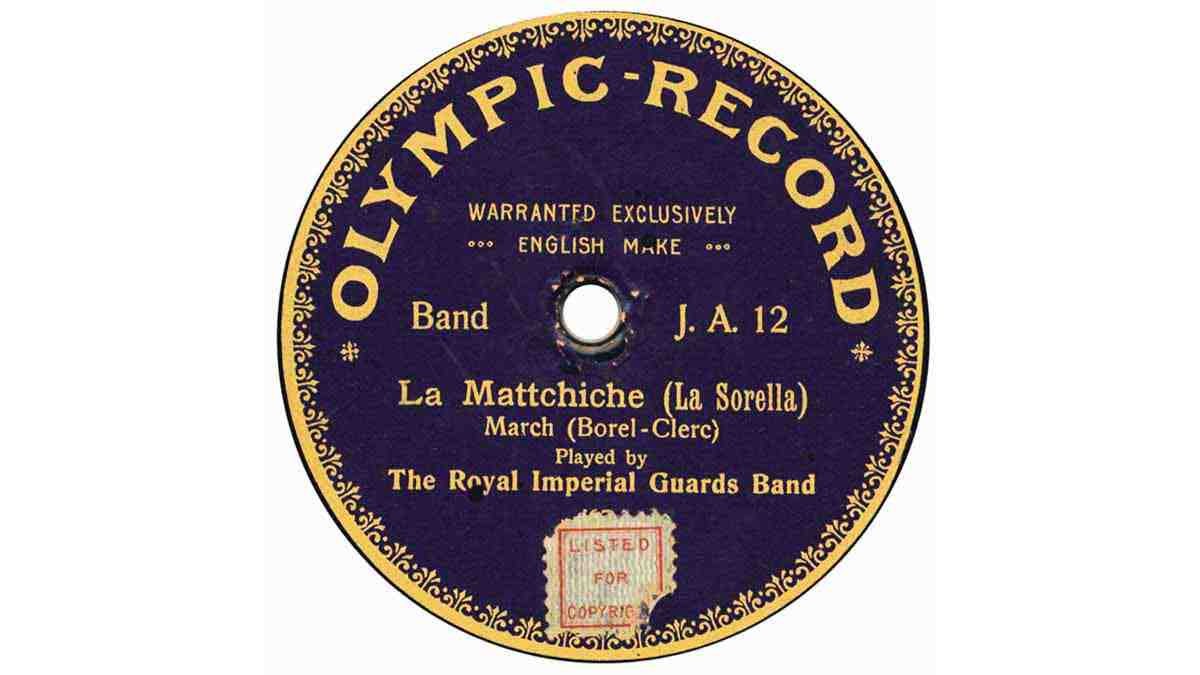 OLYMPIC-RECORD
WARRANTED EXCLUSIVELY
ENGLISH MAKE
Band J. A. 12
La Mattchiche (La Sorella)
March (Borel-Clerc)
Played by
The Royal Imperial Guards Band
LISTED
FOR